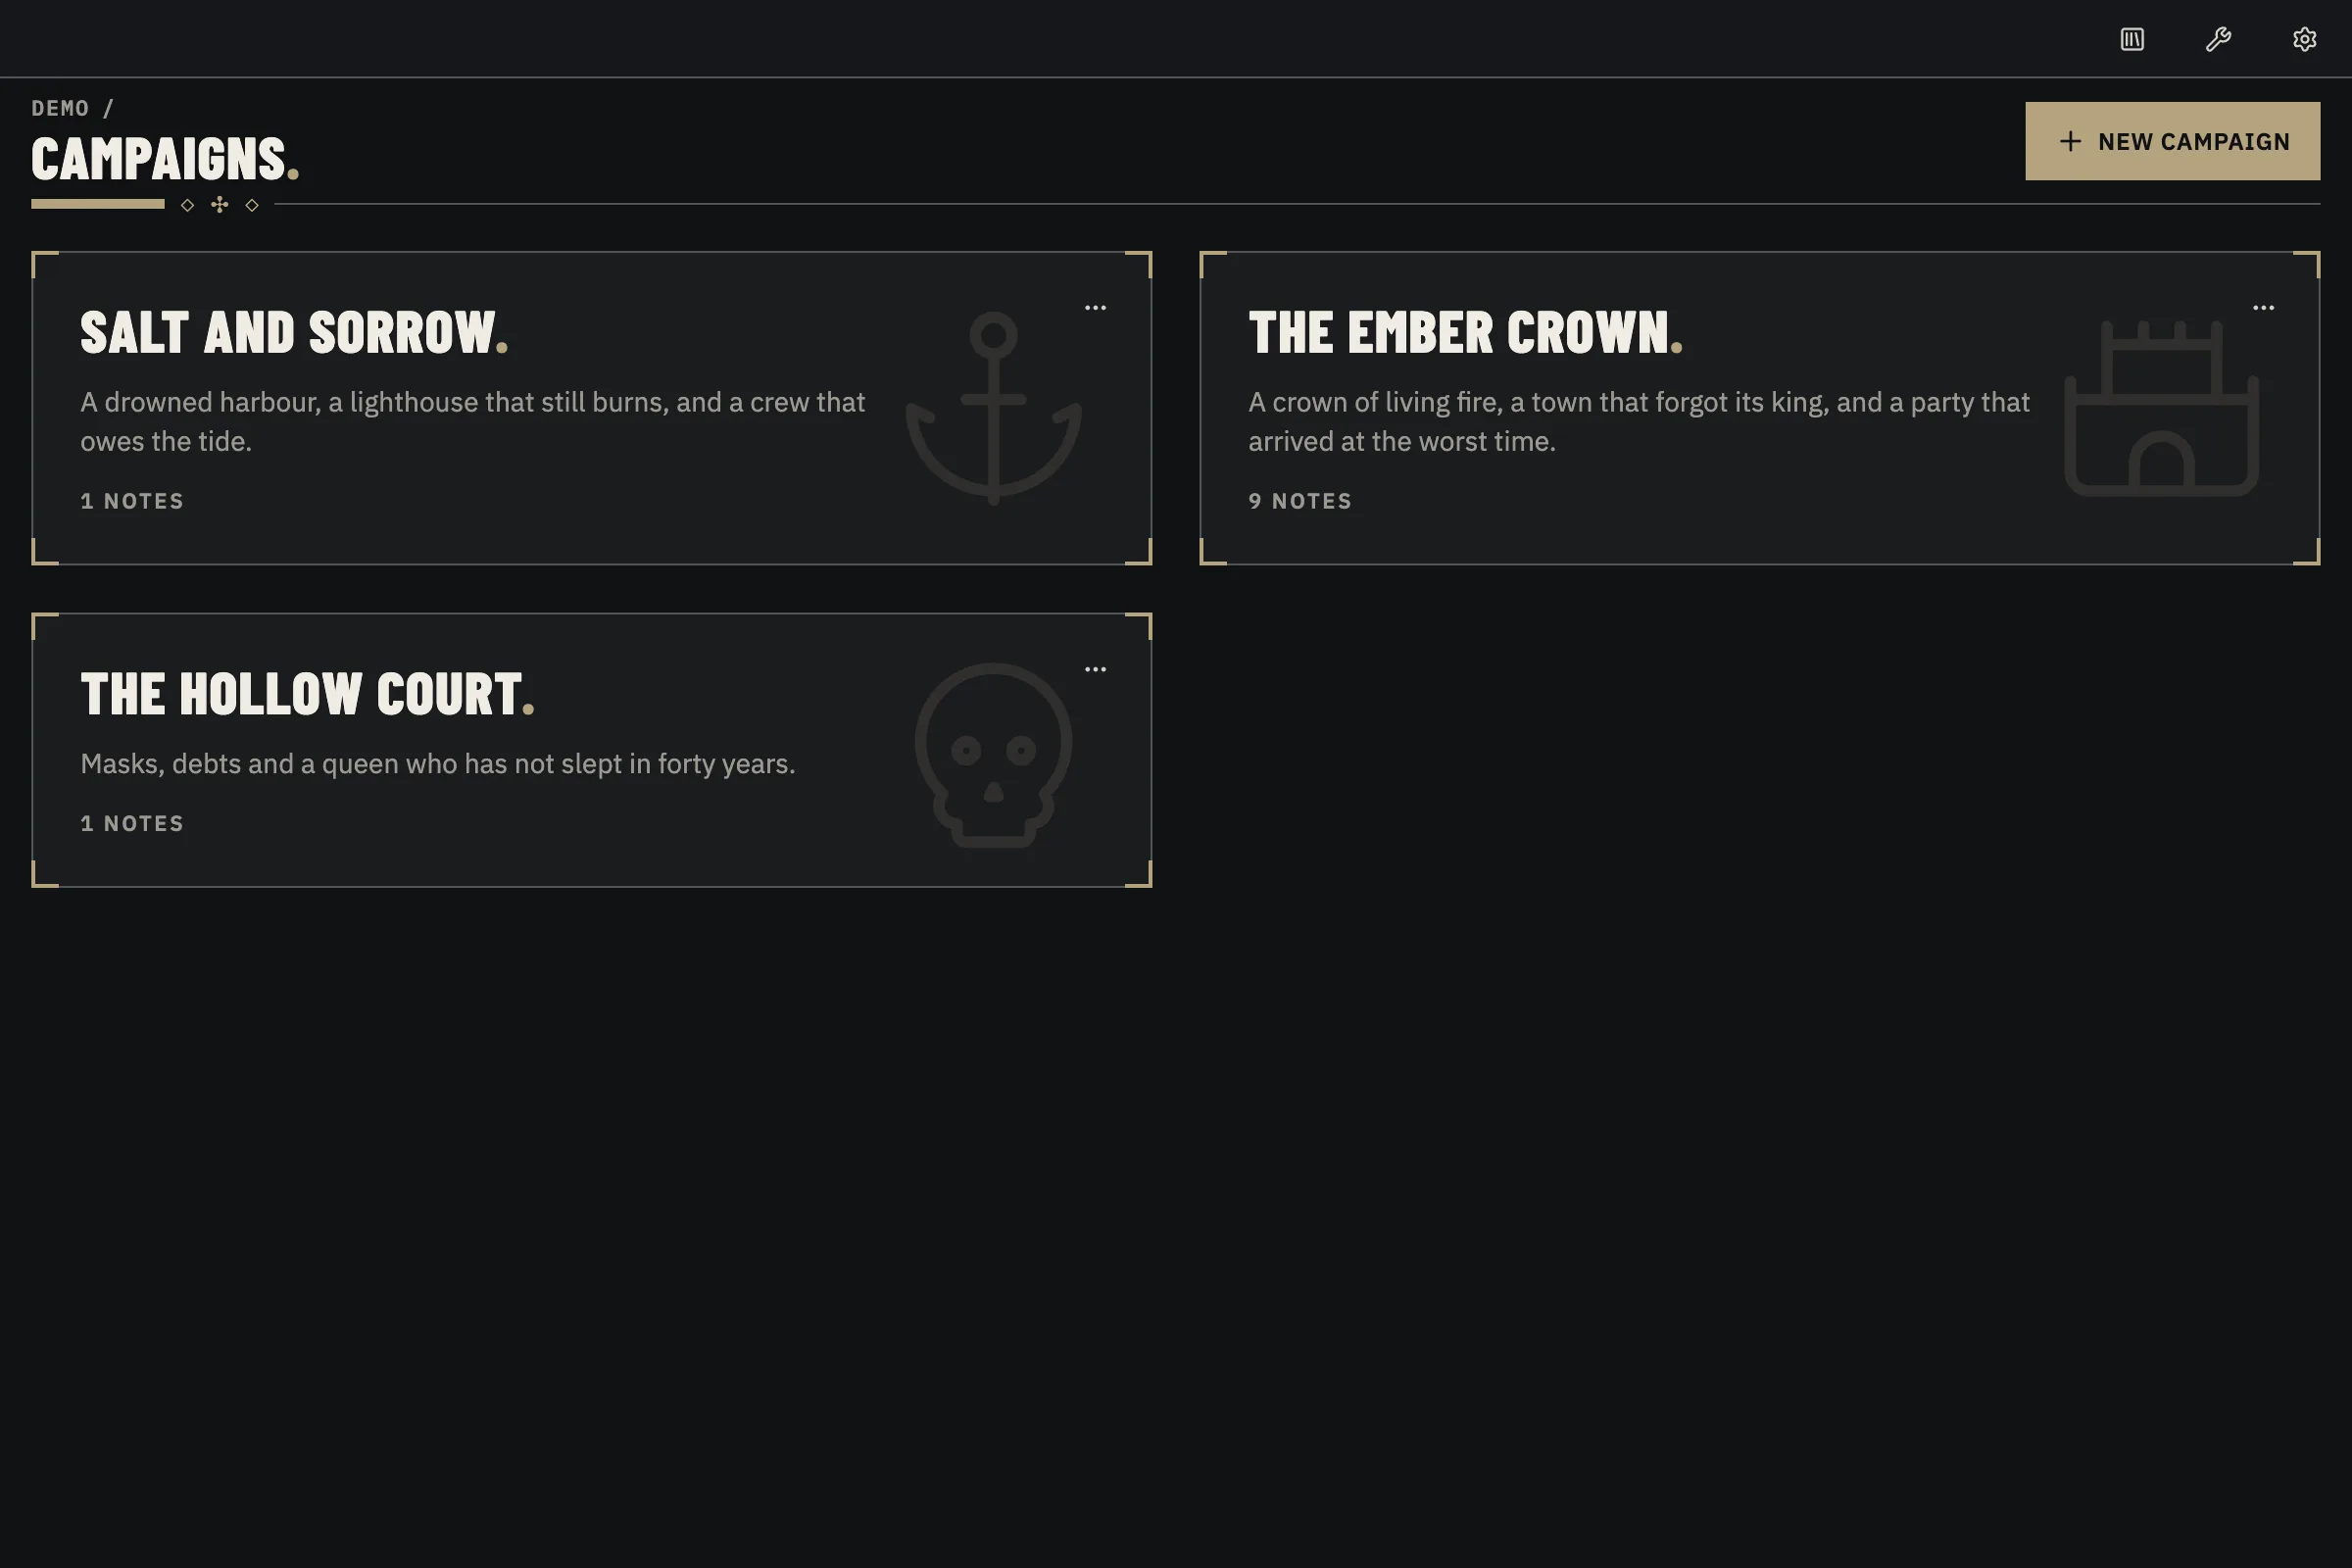 DEMO /
CAMPAIGNS.
+ NEW CAMPAIGN
SALT AND SORROW.
A drowned harbour, a lighthouse that still burns, and a crew that
owes the tide.
1 NOTES
THE EMBER CROWN.
A crown of living fire, a town that forgot its king, and a party that
arrived at the worst time.
9 NOTES
THE HOLLOW COURT.
Masks, debts and a queen who has not slept in forty years.
1 NOTES